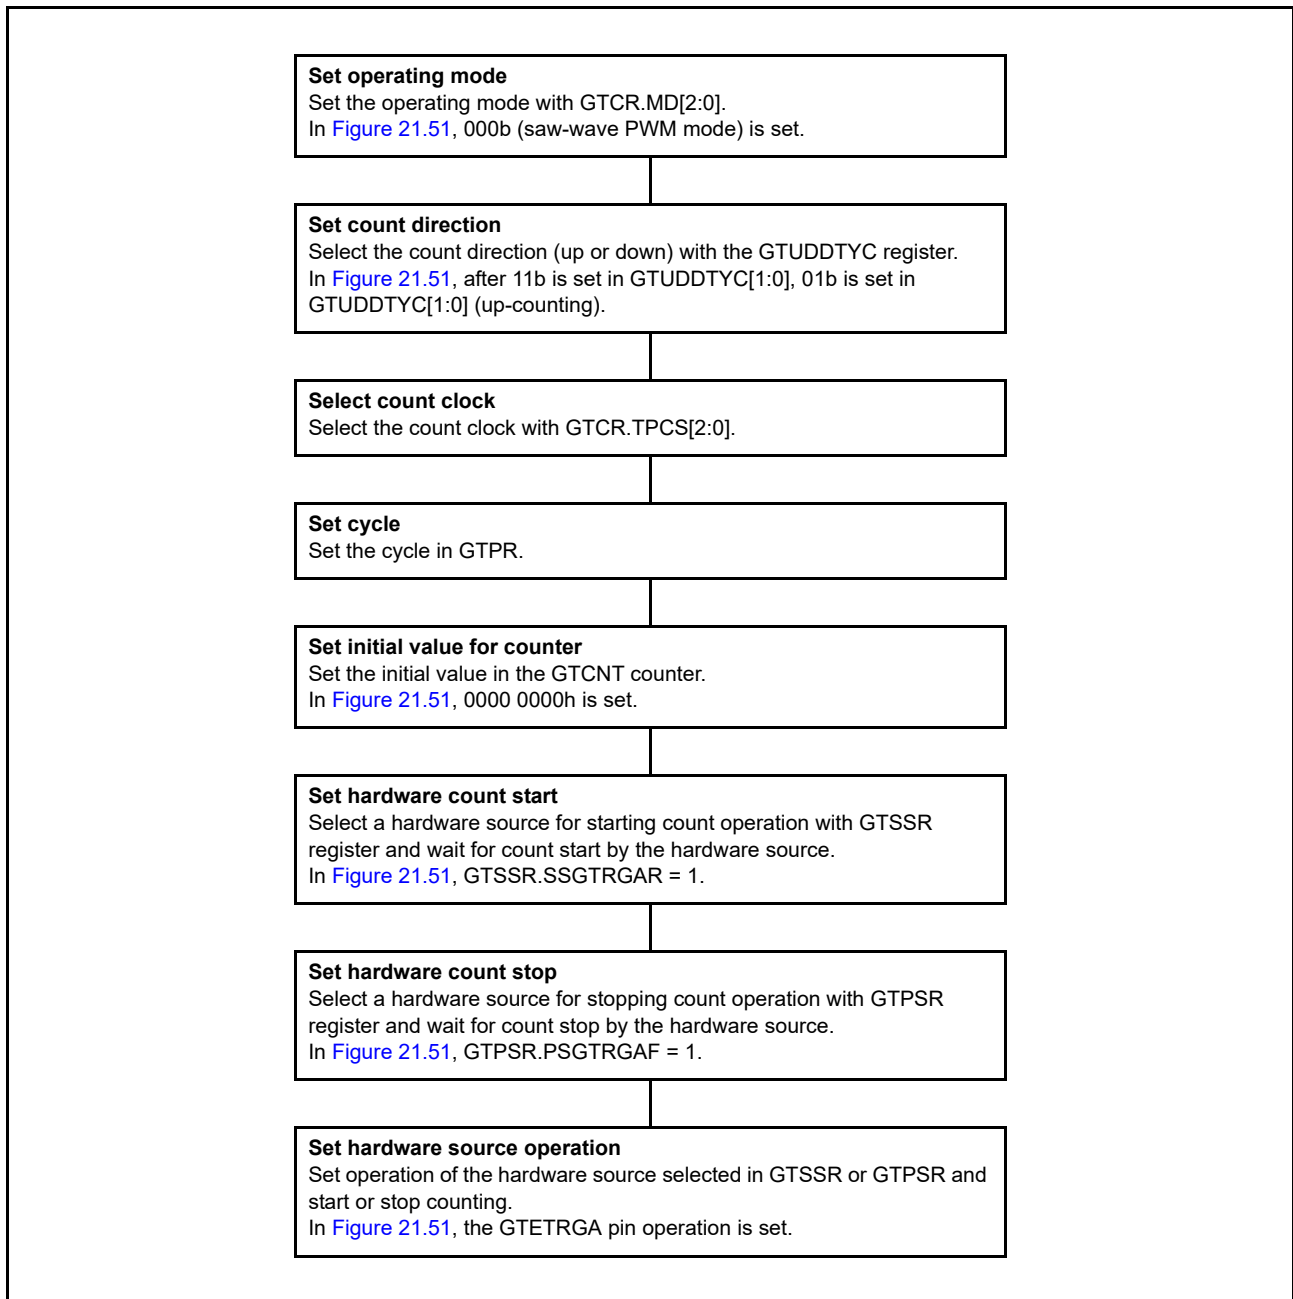 Set operating mode
Set the operating mode with GTCR.MD[2:0].
In Figure 21.51, 000b (saw-wave PWM mode) is set.
Set count direction
Select the count direction (up or down) with the GTUDDTYC register.
In Figure 21.51, after 11b is set in GTUDDTYC[1:0], 01b is set in
GTUDDTYC[1:0] (up-counting).
Select count clock
Select the count clock with GTCR.TPCS[2:0].
Set cycle
Set the cycle in GTPR.
Set initial value for counter
Set the initial value in the GTCNT counter.
In Figure 21.51, 0000 0000h is set.
Set hardware count start
Select a hardware source for starting count operation with GTSSR
register and wait for count start by the hardware source.
In Figure 21.51, GTSSR.SSGTRGAR = 1.
Set hardware count stop
Select a hardware source for stopping count operation with GTPSR
register and wait for count stop by the hardware source.
In Figure 21.51, GTPSR.PSGTRGAF = 1.
Set hardware source operation
Set operation of the hardware source selected in GTSSR or GTPSR and
start or stop counting.
In Figure 21.51, the GTETRGA pin operation is set.